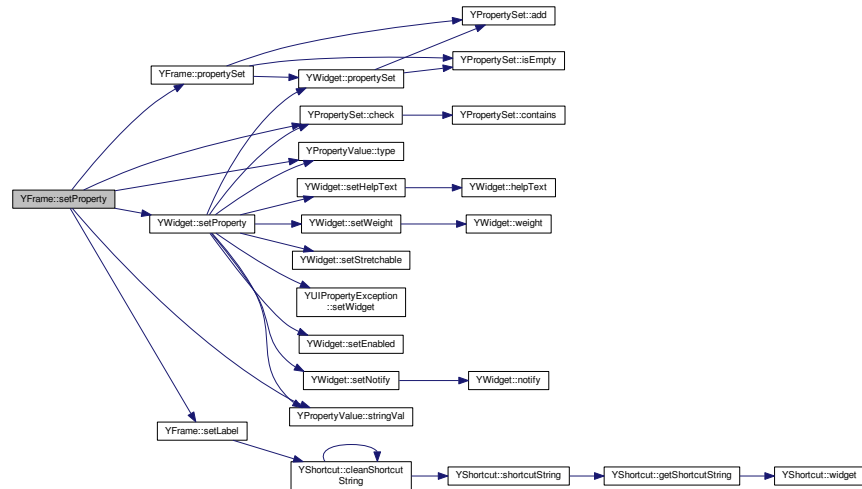 YPropertySet::add
YPropertySet::isEmpty
YFrame::propertySet
YWidget::propertySet
YPropertySet::check
YPropertySet::contains
YPropertyValue::type
YFrame::setProperty
YWidget::setHelpText
YWidget::helpText
YWidget::setProperty
YWidget::setWeight
YWidget::weight
YWidget::setStretchable
YUIPropertyException
::setWidget
YWidget::setEnabled
YWidget::setNotify
YWidget::notify
YPropertyValue::stringVal
YFrame::setLabel
YShortcut::cleanShortcut
String
YShortcut::shortcutString
YShortcut::getShortcutString
YShortcut::widget